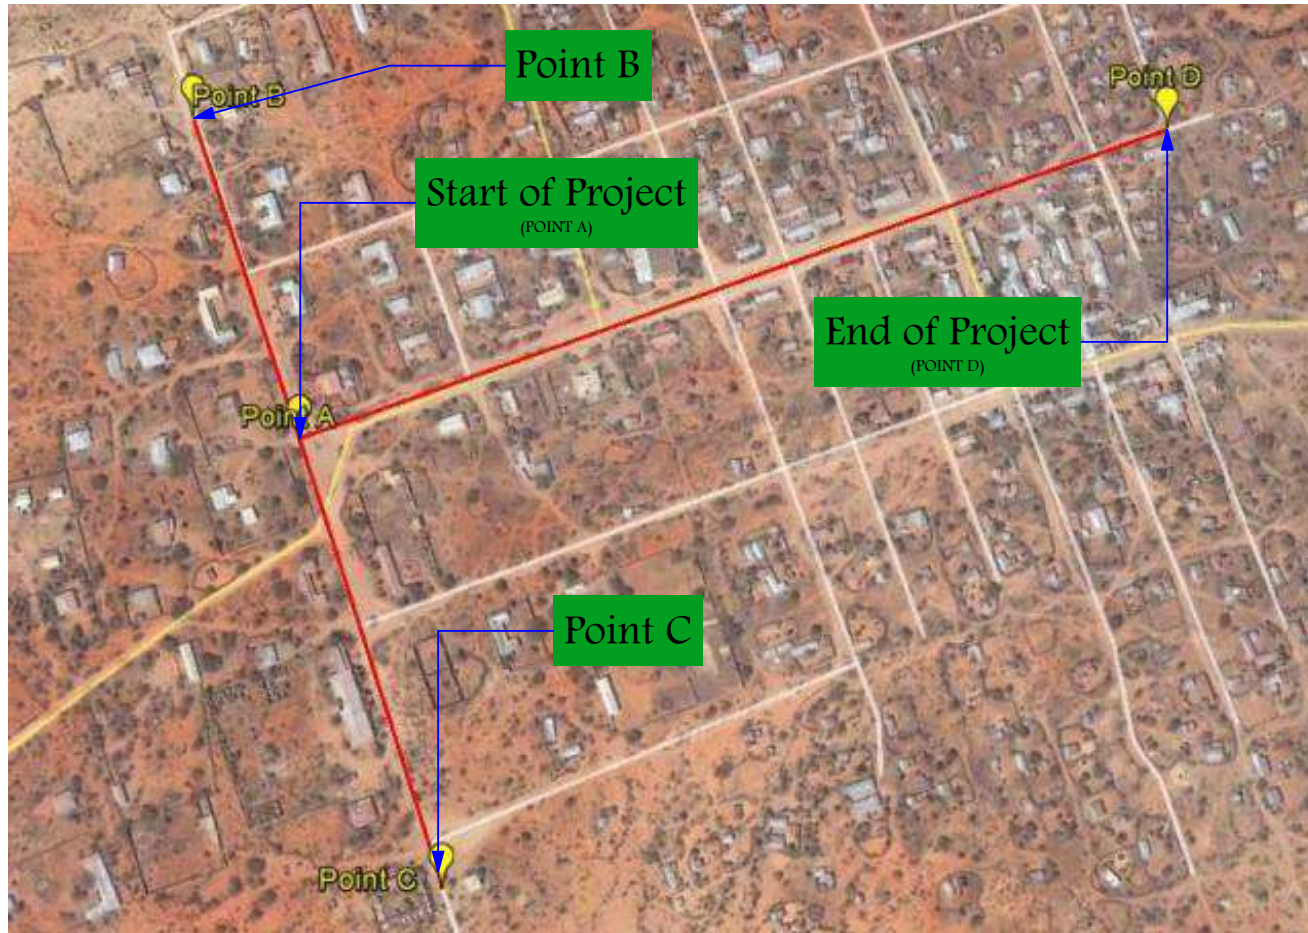 Point B
Point D
Point B
Start of Project
(POINT A)
End of Project
(POINT D)
Point A
Point C
Point C